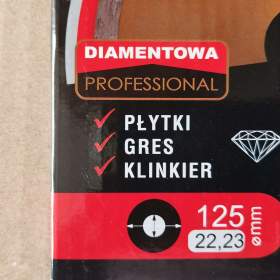 DIAMENTOWA
PROFESSIONAL
PŁYTKI
GRES
KLINKIER
125
22,23
ømm